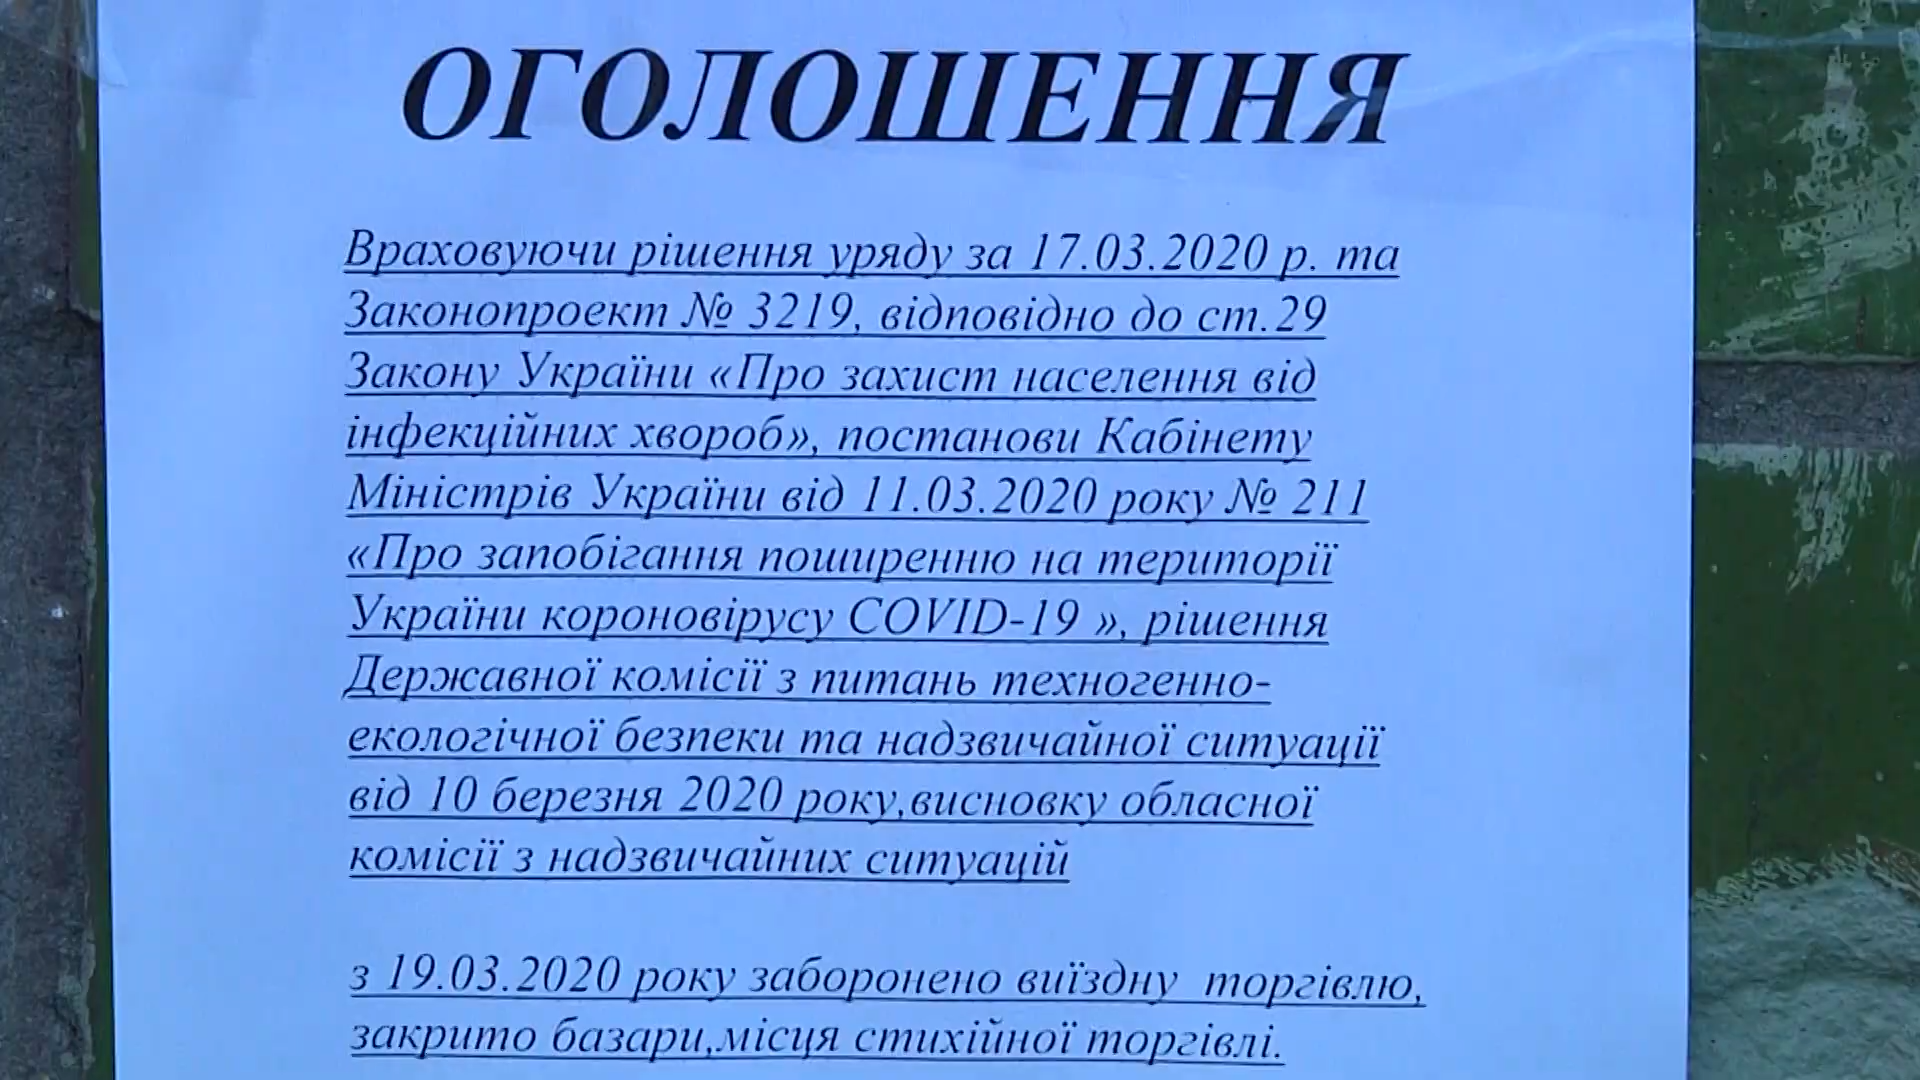 ОГОЛОШЕННЯ
Враховуючи рішення уряду за 17.03.2020 р. та
Законопроект № 3219, відповідно до ст.29
Закону України «Про захист населення від
інфекційних хвороб», постанови Кабінету
Міністрів України від 11.03.2020 року № 211
«Про запобігання поширенню на території
України короновірусу COVID-19 », рішення
Державної комісії з питань техногенно-
екологічної безпеки та надзвичайної ситуації
від 10 березня 2020 року,висновку обласної
комісії з надзвичайних ситуацій
з 19.03.2020 року заборонено виїздну торгівлю,
закрито базари,місця стихійної торгівлі.